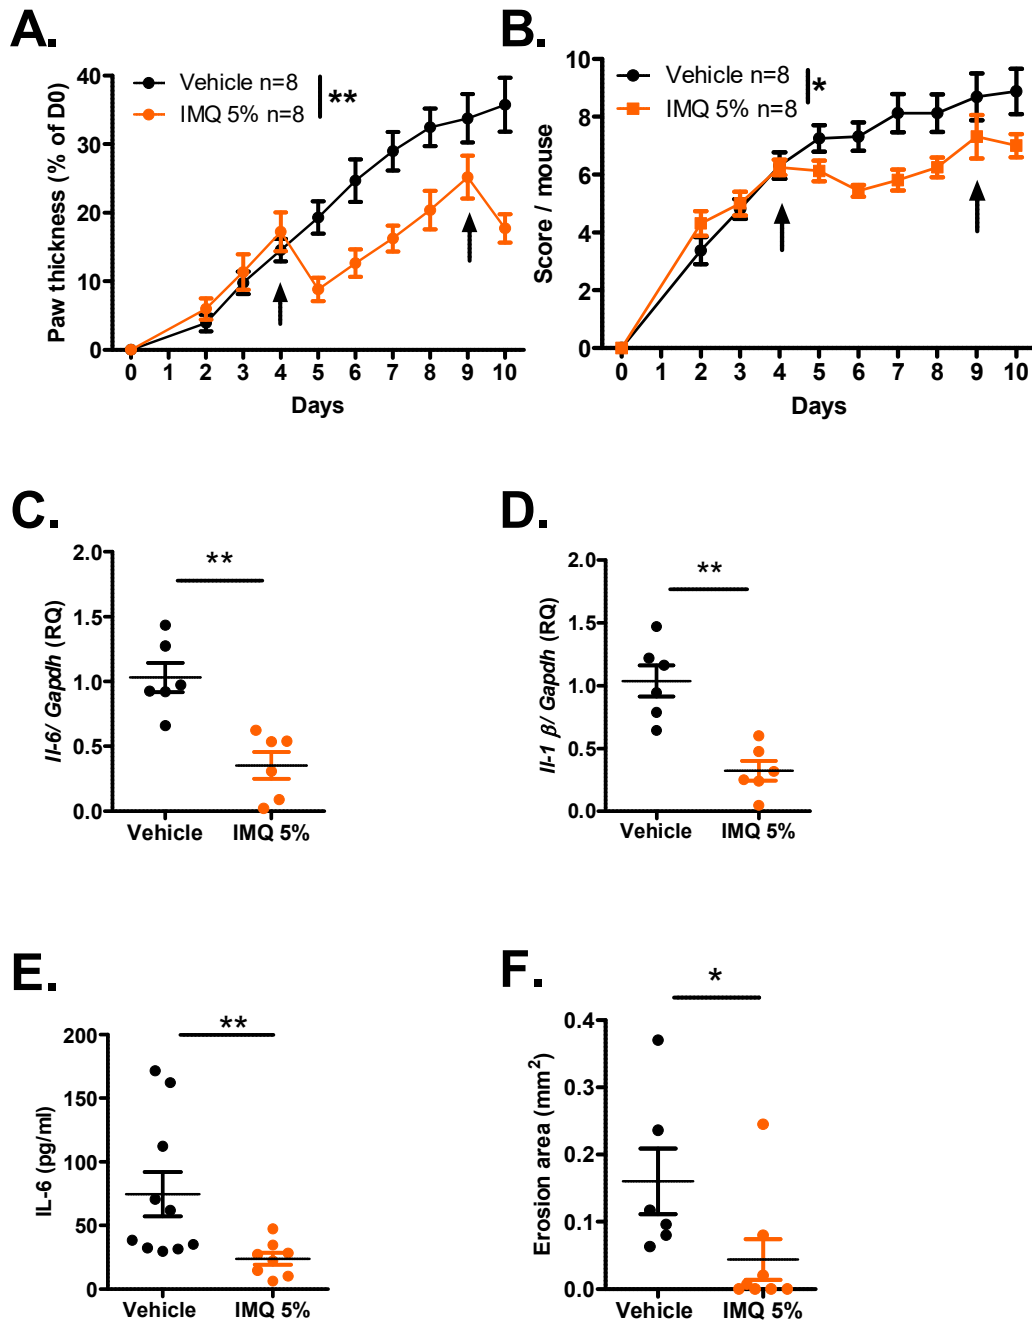 A.
Vehicle n=8
IMQ 5% n=8
**
Paw thickness (% of D0)
40
30
20
10
0
0 1 2 3 4 5 6 7 8 9 10
Days
B.
Vehicle n=8
IMQ 5% n=8
*
Score / mouse
10
8
6
4
2
0
0 1 2 3 4 5 6 7 8 9 10
Days
C.
**
Il-6/ Gapdh (RQ)
2.0
1.5
1.0
0.5
0.0
Vehicle IMQ 5%
D.
**
Il-1 β/ Gapdh (RQ)
2.0
1.5
1.0
0.5
0.0
Vehicle IMQ 5%
E.
**
IL-6 (pg/ml)
200
150
100
50
0
Vehicle IMQ 5%
F.
*
Erosion area (mm²)
0.4
0.3
0.2
0.1
0.0
Vehicle IMQ 5%